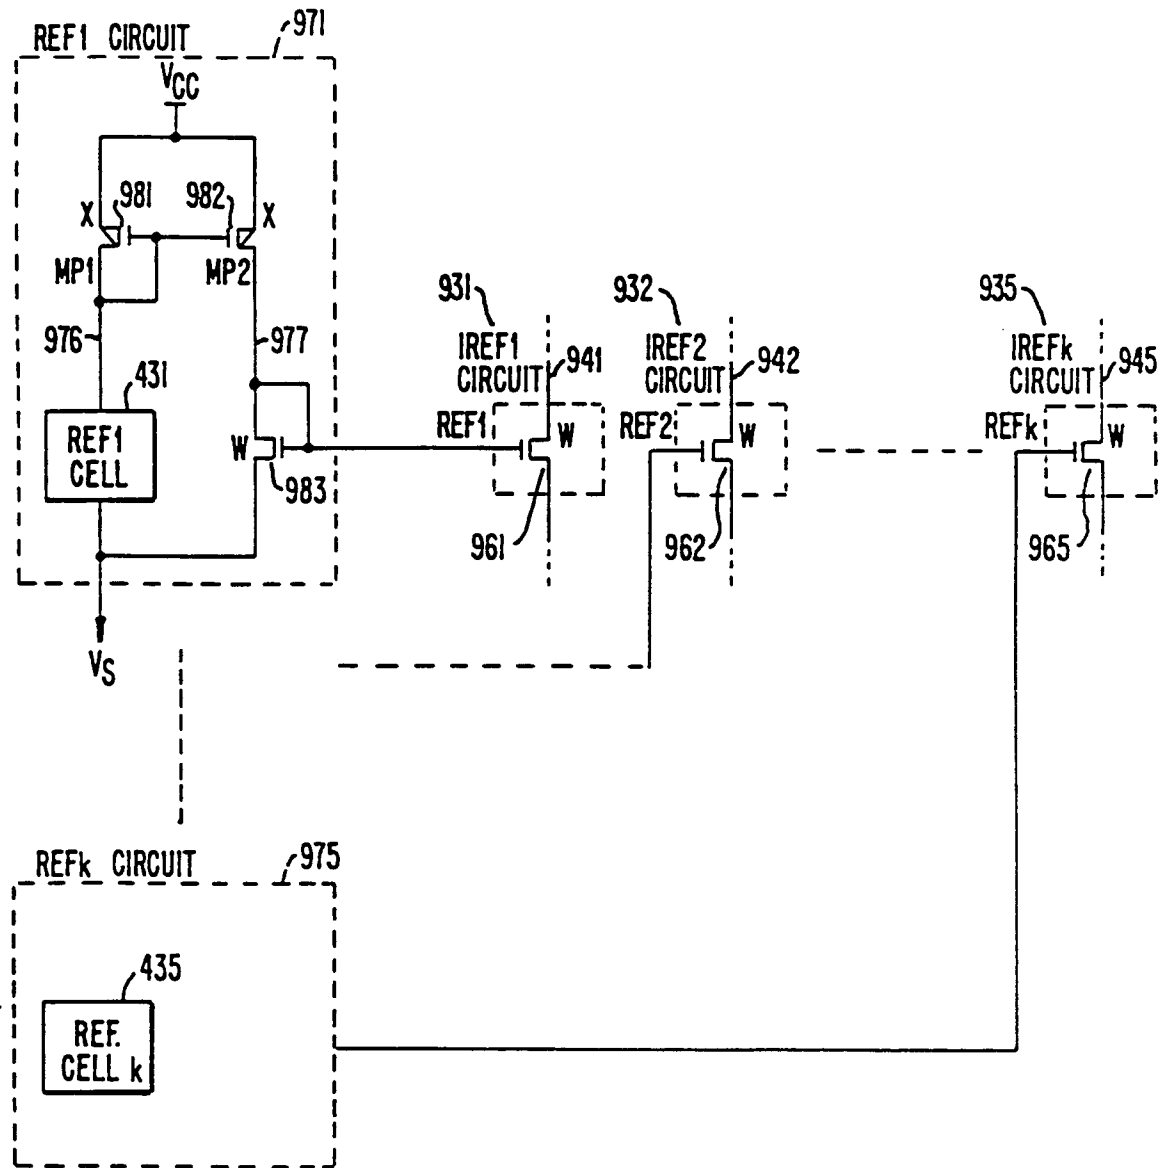 REF1 CIRCUIT
971
VCC
X
981
982
X
MP1
MP2
976
977
431
REF1
CELL
W
983
VS
931
IREF1
CIRCUIT
941
REF1
W
961
932
IREF2
CIRCUIT
942
REF2
W
962
935
IREFk
CIRCUIT
945
REFk
W
965
REFk CIRCUIT
975
435
REF.
CELL k